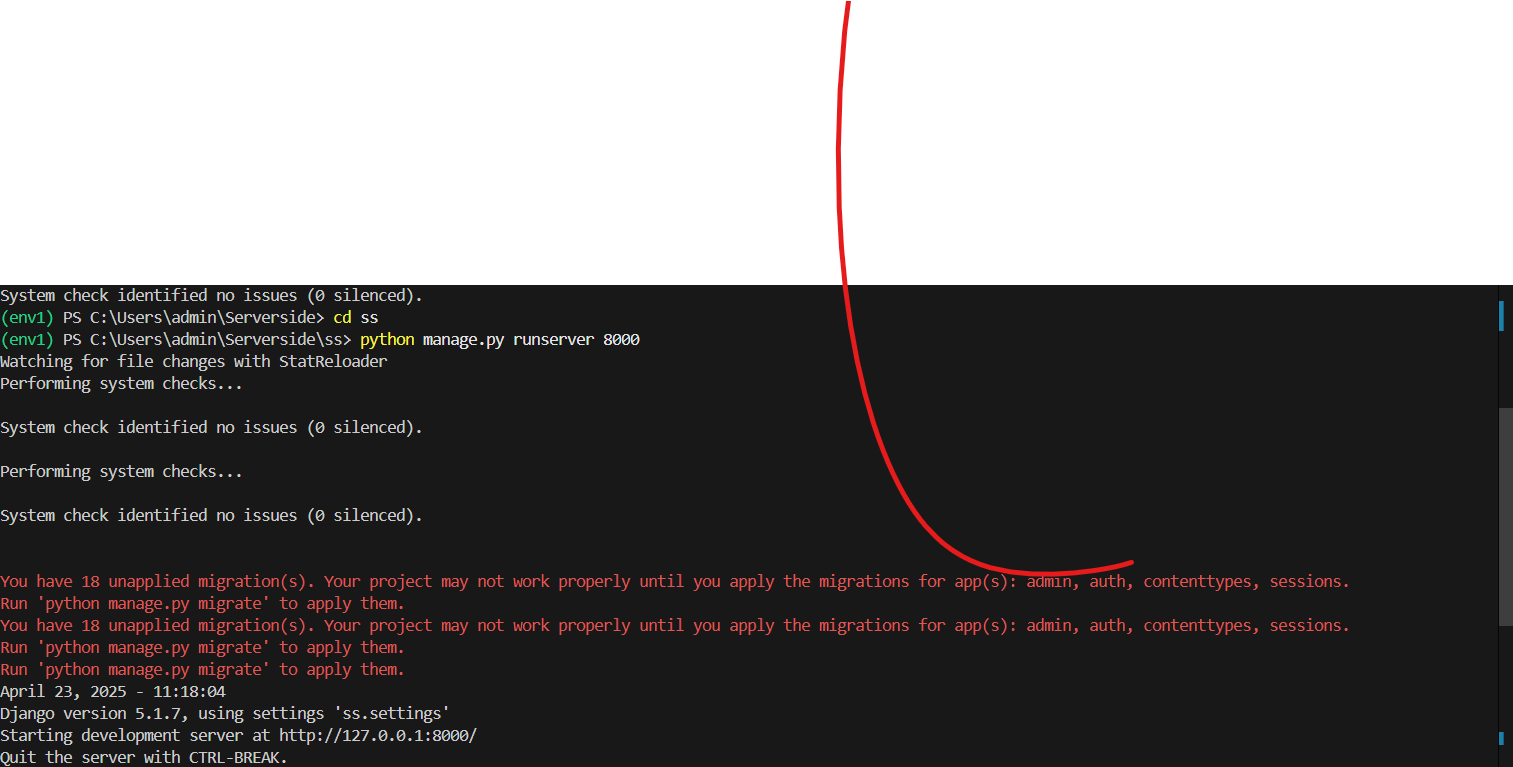 System check identified no issues (0 silenced).
(env1) PS C:\Users\admin\Serverside> cd ss
(env1) PS C:\Users\admin\Serverside\ss> python manage.py runserver 8000
Watching for file changes with StatReloader
Performing system checks...
System check identified no issues (0 silenced).
Performing system checks...
System check identified no issues (0 silenced).
You have 18 unapplied migration(s). Your project may not work properly until you apply the migrations for app(s): admin, auth, contenttypes, sessions.
Run 'python manage.py migrate' to apply them.
You have 18 unapplied migration(s). Your project may not work properly until you apply the migrations for app(s): admin, auth, contenttypes, sessions.
Run 'python manage.py migrate' to apply them.
Run 'python manage.py migrate' to apply them.
April 23, 2025 - 11:18:04
Django version 5.1.7, using settings 'ss.settings'
Starting development server at http://127.0.0.1:8000/
Quit the server with CTRL-BREAK.